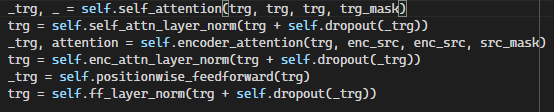 _trg, _ = self.self_attention(trg, trg, trg, trg_mask)
trg = self.self_attn_layer_norm(trg + self.dropout(_trg))
_trg, attention = self.encoder_attention(trg, enc_src, enc_src, src_mask)
trg = self.enc_attn_layer_norm(trg + self.dropout(_trg))
_trg = self.positionwise_feedforward(trg)
trg = self.ff_layer_norm(trg + self.dropout(_trg))